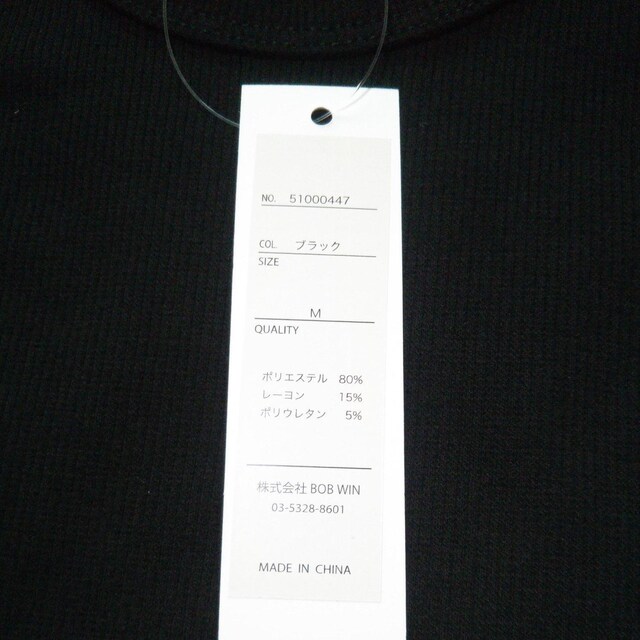 NO. 51000447
COL. ブラック
SIZE
M
QUALITY
ポリエステル 80%
レーヨン 15%
ポリウレタン 5%
株式会社 BOB WIN
03-5328-8601
MADE IN CHINA